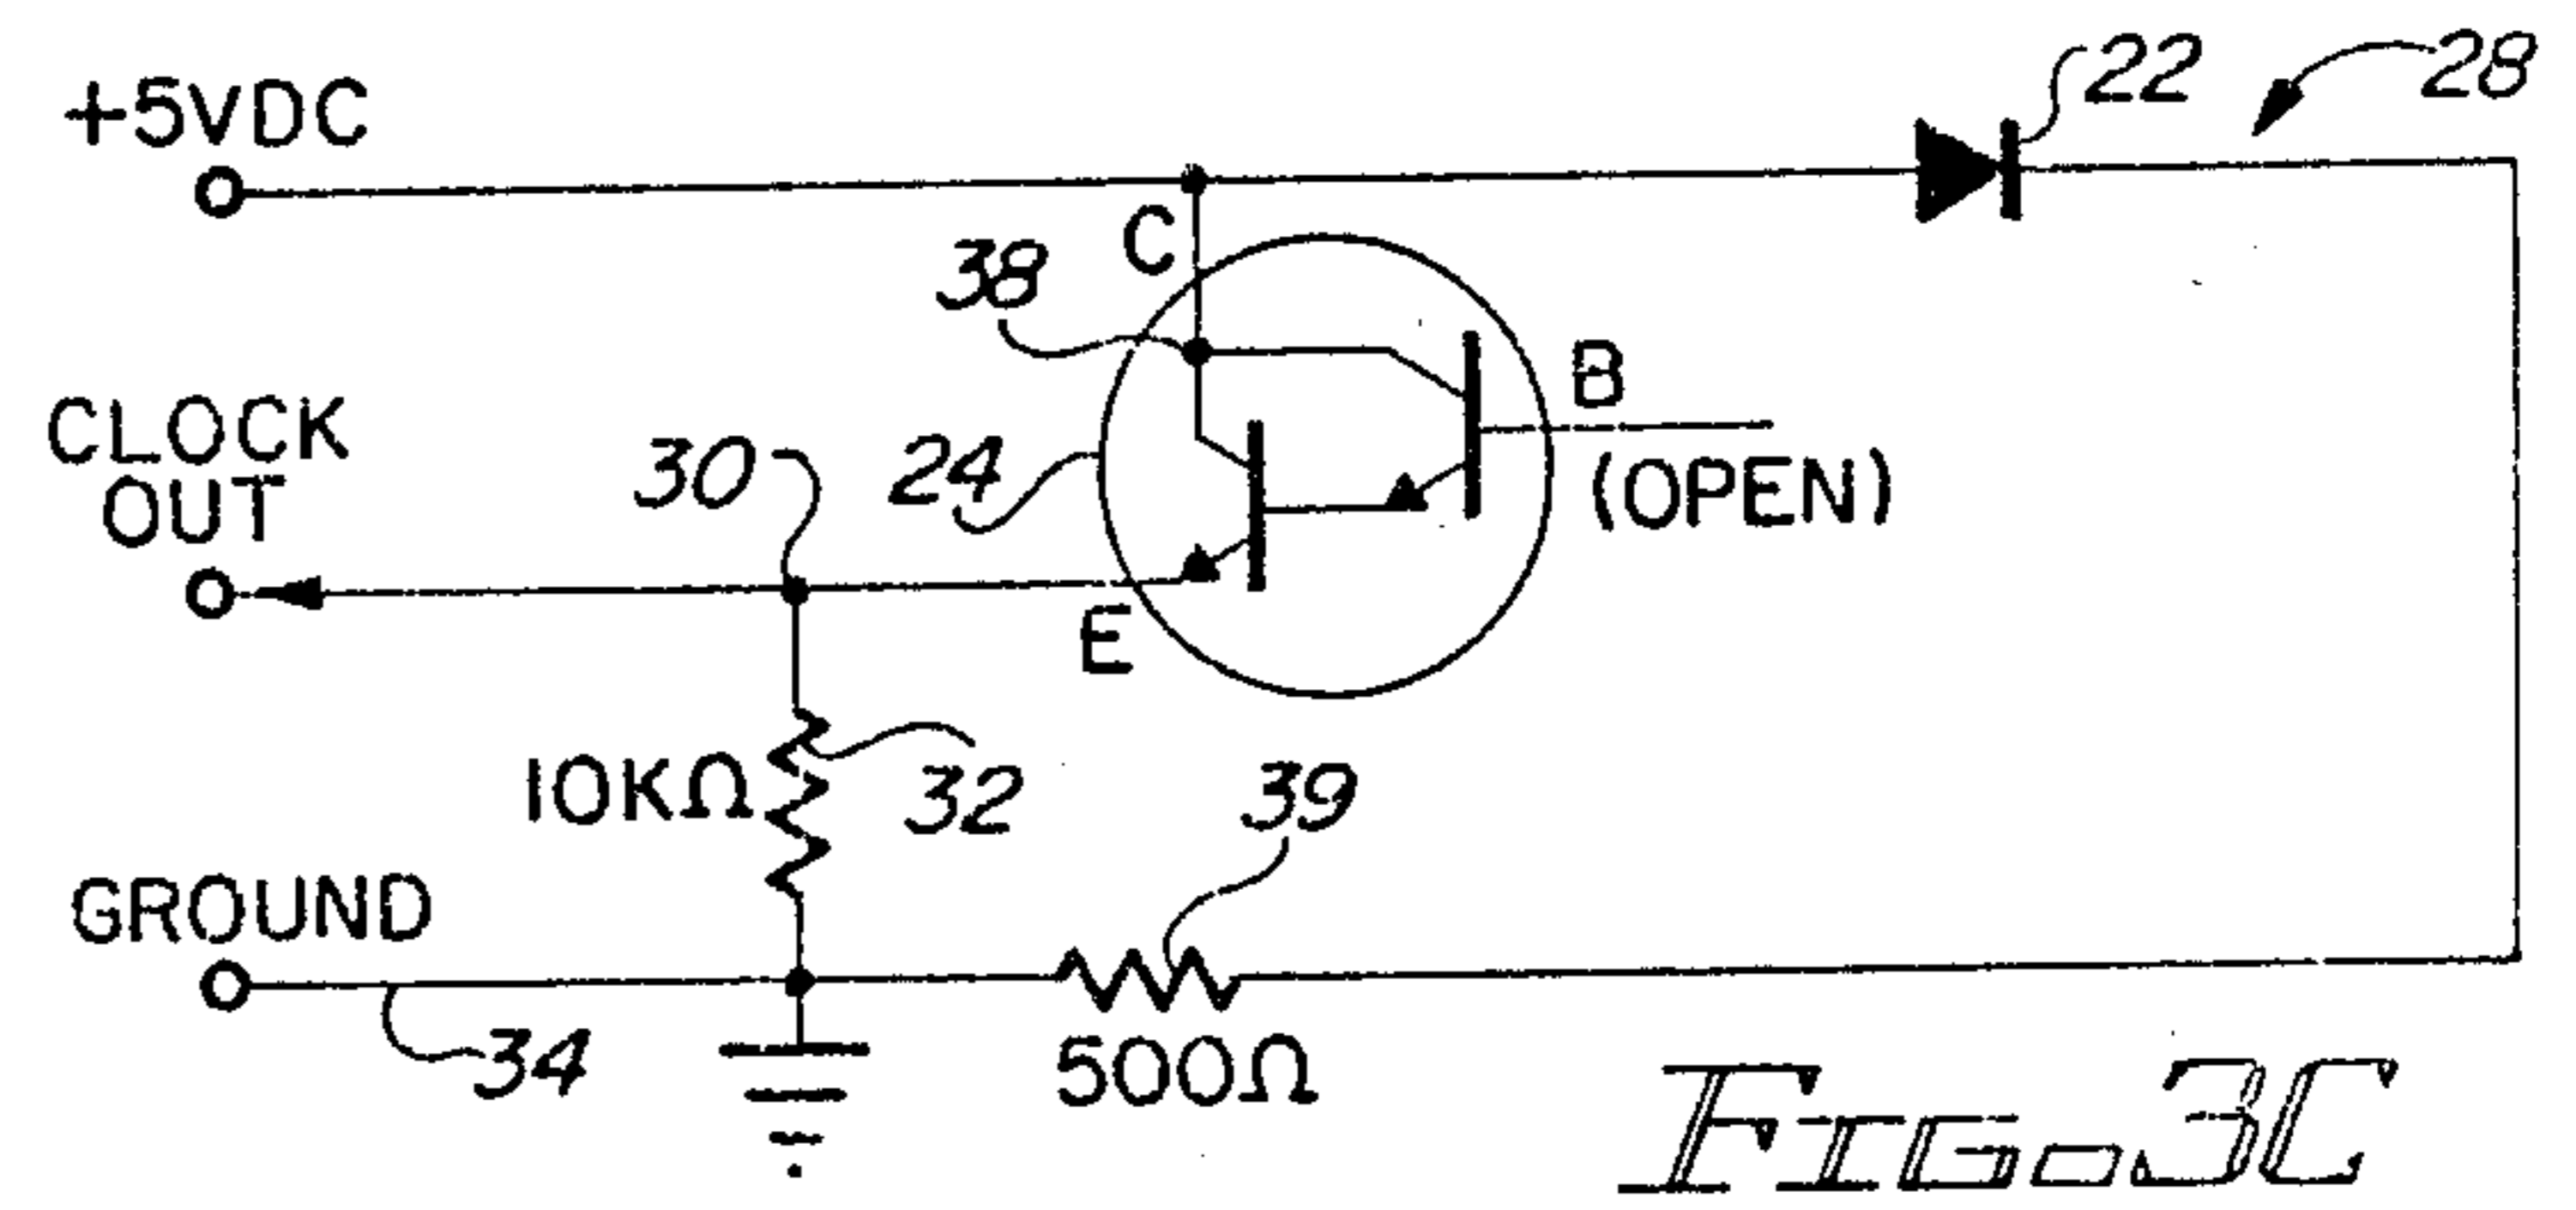 +5VDC
22
28
C
38
B
(OPEN)
CLOCK
OUT
30
24
E
10KΩ
32
39
GROUND
34
500Ω
FIG. 3C